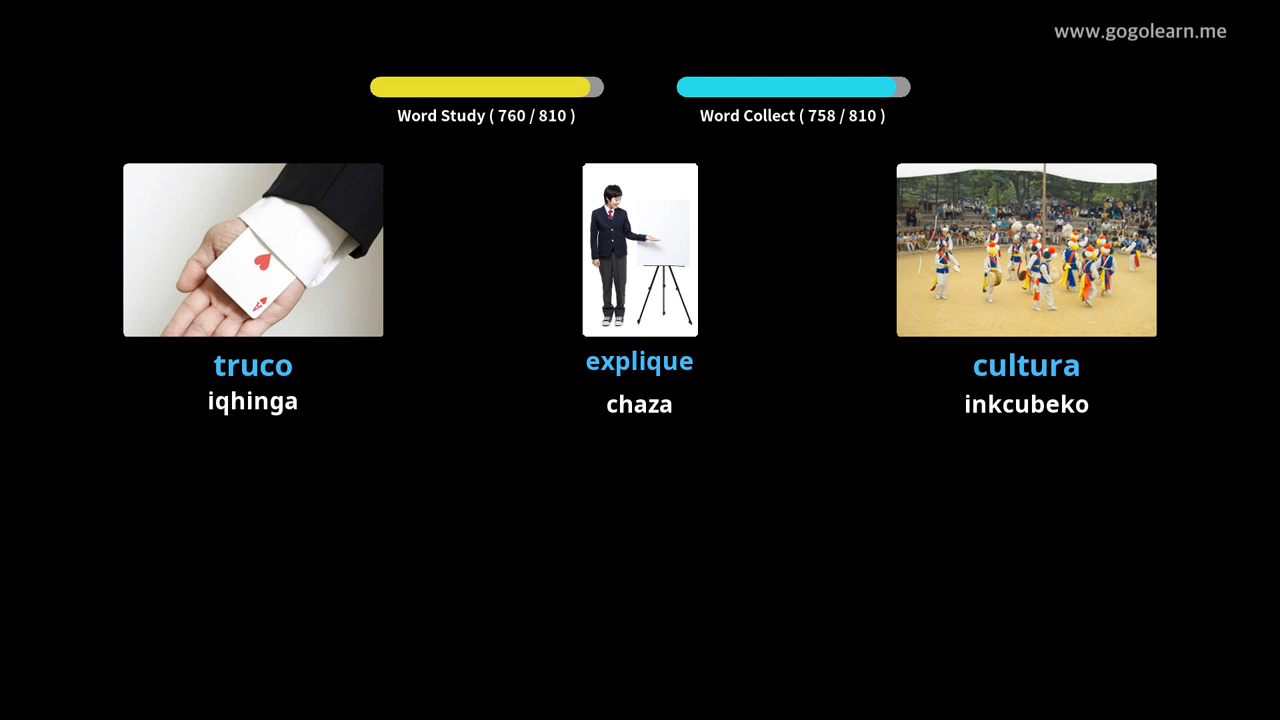 www.gogolearn.me
Word Study ( 760 / 810 )
Word Collect ( 758 / 810 )
truco
iqhinga
explique
chaza
cultura
inkcubeko